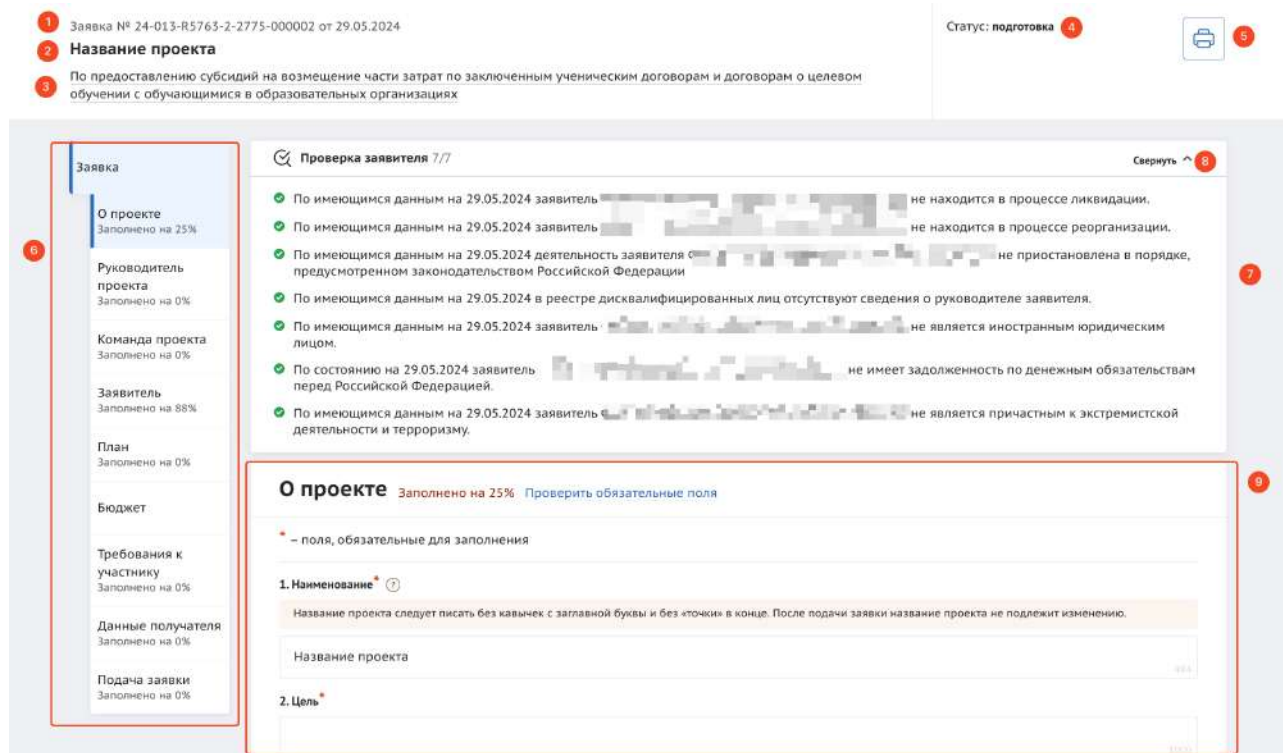 1
Заявка № 24-013-R5763-2-2775-000002 от 29.05.2024
2
Название проекта
3
По предоставлению субсидий на возмещение части затрат по заключенным ученическим договорам и договорам о целевом
обучении с обучающимися в образовательных организациях
Статус: подготовка 4
5
6
Заявка
О проекте
Заполнено на 25%
Руководитель
проекта
Заполнено на 0%
Команда проекта
Заполнено на 0%
Заявитель
Заполнено на 88%
План
Заполнено на 0%
Бюджет
Требования к
участнику
Заполнено на 0%
Данные получателя
Заполнено на 0%
Подача заявки
Заполнено на 0%
Проверка заявителя 7/7
Свернуть 8
По имеющимся данным на 29.05.2024 заявитель не находится в процессе ликвидации.
По имеющимся данным на 29.05.2024 заявитель не находится в процессе реорганизации.
По имеющимся данным на 29.05.2024 деятельность заявителя не приостановлена в порядке,
предусмотренном законодательством Российской Федерации
По имеющимся данным на 29.05.2024 в реестре дисквалифицированных лиц отсутствуют сведения о руководителе заявителя.
По имеющимся данным на 29.05.2024 заявитель не является иностранным юридическим
лицом.
По состоянию на 29.05.2024 заявитель не имеет задолженность по денежным обязательствам
перед Российской Федерацией.
По имеющимся данным на 29.05.2024 заявитель не является причастным к экстремистской
деятельности и терроризму.
7
О проекте Заполнено на 25% Проверить обязательные поля
9
* – поля, обязательные для заполнения
1. Наименование* ?
Название проекта следует писать без кавычек с заглавной буквы и без «точки» в конце. После подачи заявки название проекта не подлежит изменению.
Название проекта
2. Цель*